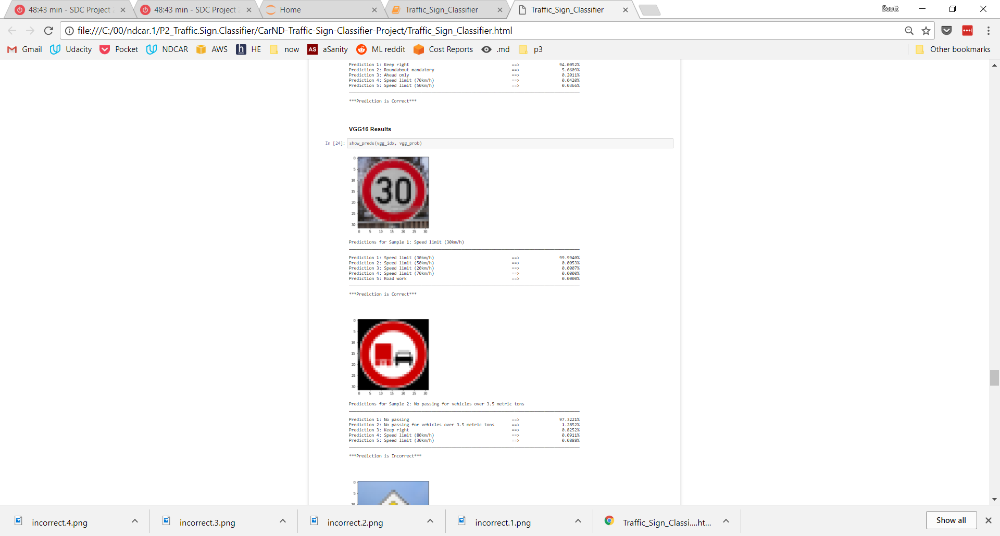 48:43 min - SDC Project
48:43 min - SDC Project
Home
Traffic_Sign_Classifier
Traffic_Sign_Classifier
Scott
file:///C:/00/ndcar.1/P2_Traffic.Sign.Classifier/CarND-Traffic-Sign-Classifier-Project/Traffic_Sign_Classifier.html
Gmail
Udacity
Pocket
NDCAR
AWS
h
HE
now
AS
aSanity
ML reddit
Cost Reports
.md
p3
Other bookmarks
Prediction 1: Keep right ==> 94.0052%
Prediction 2: Roundabout mandatory ==> 5.6609%
Prediction 3: Ahead only ==> 0.2011%
Prediction 4: Speed limit (70km/h) ==> 0.0420%
Prediction 5: Speed limit (50km/h) ==> 0.0366%
***Prediction is Correct***
VGG16 Results
In [24]: show_preds(vgg_idx, vgg_prob)
0
5
10
15
20
25
30
30
0 5 10 15 20 25 30
Predictions for Sample 1: Speed limit (30km/h)
Prediction 1: Speed limit (30km/h) ==> 99.9940%
Prediction 2: Speed limit (50km/h) ==> 0.0053%
Prediction 3: Speed limit (20km/h) ==> 0.0007%
Prediction 4: Speed limit (70km/h) ==> 0.0000%
Prediction 5: Road work ==> 0.0000%
***Prediction is Correct***
0
5
10
15
20
25
30
0 5 10 15 20 25 30
Predictions for Sample 2: No passing for vehicles over 3.5 metric tons
Prediction 1: No passing ==> 97.3221%
Prediction 2: No passing for vehicles over 3.5 metric tons ==> 1.2852%
Prediction 3: Keep right ==> 0.8252%
Prediction 4: Speed limit (80km/h) ==> 0.0911%
Prediction 5: Speed limit (30km/h) ==> 0.0888%
***Prediction is Incorrect***
0
5
10
incorrect.4.png
incorrect.3.png
incorrect.2.png
incorrect.1.png
Traffic_Sign_Classi....ht...
Show all